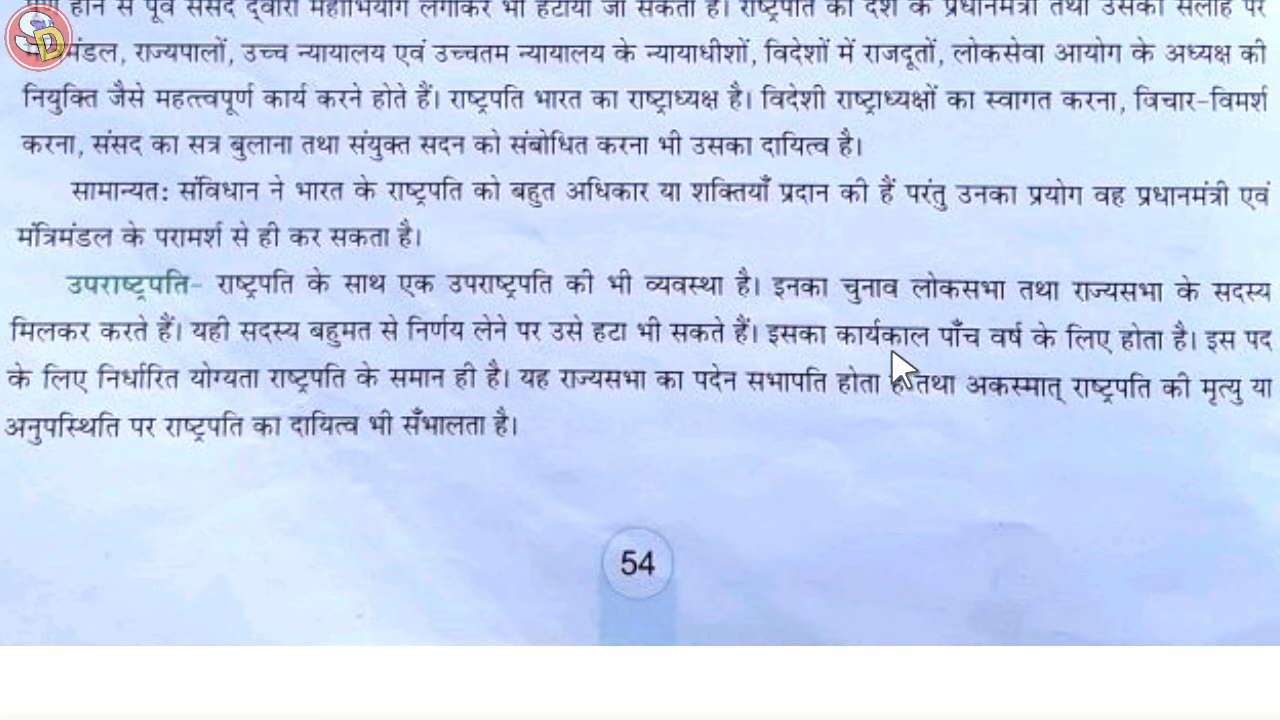 होने से पूर्व संसद द्वारा महाभियोग लगाकर भी हटाया जा सकता है। राष्ट्रपति को देश के प्रधानमंत्री तथा उसकी सलाह पर
राज्यपालों, उच्च न्यायालय एवं उच्चतम न्यायालय के न्यायाधीशों, विदेशों में राजदूतों, लोकसेवा आयोग के अध्यक्ष की
नियुक्ति जैसे महत्त्वपूर्ण कार्य करने होते हैं। राष्ट्रपति भारत का राष्ट्राध्यक्ष है। विदेशी राष्ट्राध्यक्षों का स्वागत करना, विचार-विमर्श
करना, संसद का सत्र बुलाना तथा संयुक्त सदन को संबोधित करना भी उसका दायित्व है।
सामान्यत: संविधान ने भारत के राष्ट्रपति को बहुत अधिकार या शक्तियाँ प्रदान की हैं परंतु उनका प्रयोग वह प्रधानमंत्री एवं
मंत्रिमंडल के परामर्श से ही कर सकता है।
उपराष्ट्रपति- राष्ट्रपति के साथ एक उपराष्ट्रपति की भी व्यवस्था है। इनका चुनाव लोकसभा तथा राज्यसभा के सदस्य
मिलकर करते हैं। यही सदस्य बहुमत से निर्णय लेने पर उसे हटा भी सकते हैं। इसका कार्यकाल पाँच वर्ष के लिए होता है। इस पद
के लिए निर्धारित योग्यता राष्ट्रपति के समान ही है। यह राज्यसभा का पदेन सभापति होता है तथा अकस्मात् राष्ट्रपति की मृत्यु या
अनुपस्थिति पर राष्ट्रपति का दायित्व भी सँभालता है।
54
SD